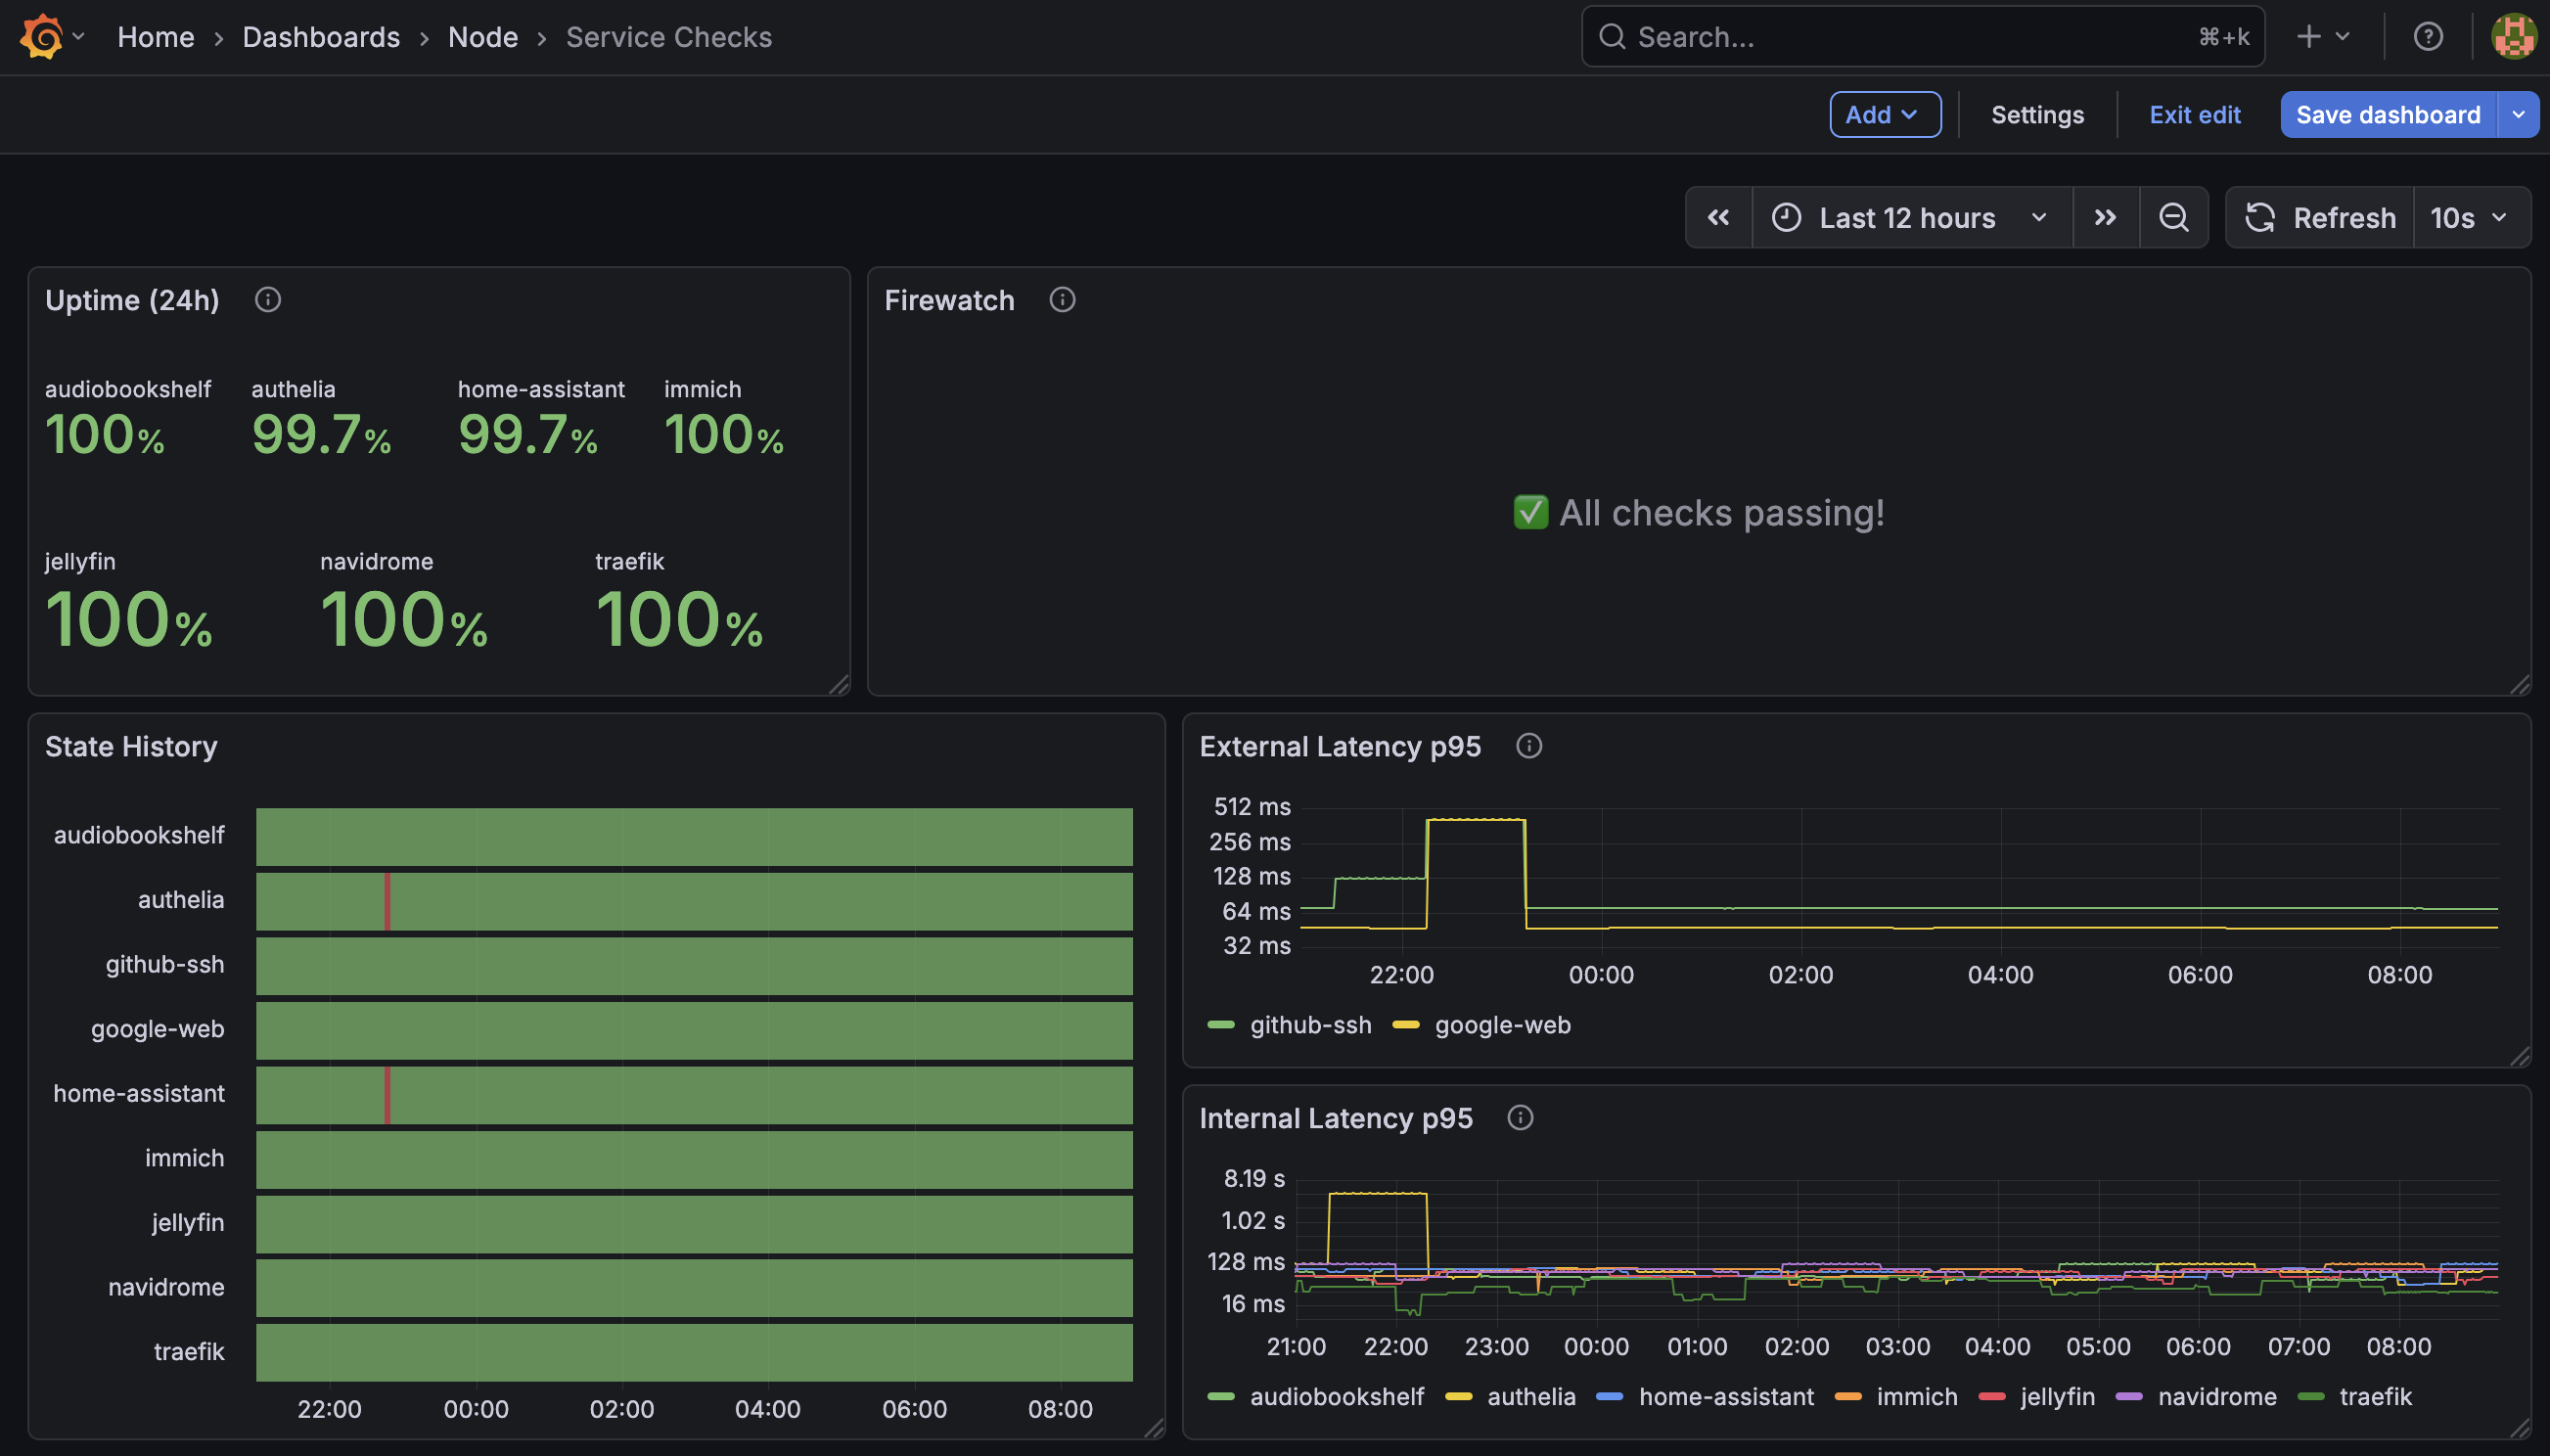 Home > Dashboards > Node > Service Checks
Search...
⌘+k
Add
Settings
Exit edit
Save dashboard
Last 12 hours
Refresh
10s
Uptime (24h)
audiobookshelf
100%
authelia
99.7%
home-assistant
99.7%
immich
100%
jellyfin
100%
navidrome
100%
traefik
100%
Firewatch
✅ All checks passing!
State History
audiobookshelf
authelia
github-ssh
google-web
home-assistant
immich
jellyfin
navidrome
traefik
22:00 00:00 02:00 04:00 06:00 08:00
External Latency p95
512 ms
256 ms
128 ms
64 ms
32 ms
22:00 00:00 02:00 04:00 06:00 08:00
github-ssh google-web
Internal Latency p95
8.19 s
1.02 s
128 ms
16 ms
21:00 22:00 23:00 00:00 01:00 02:00 03:00 04:00 05:00 06:00 07:00 08:00
audiobookshelf authelia home-assistant immich jellyfin navidrome traefik